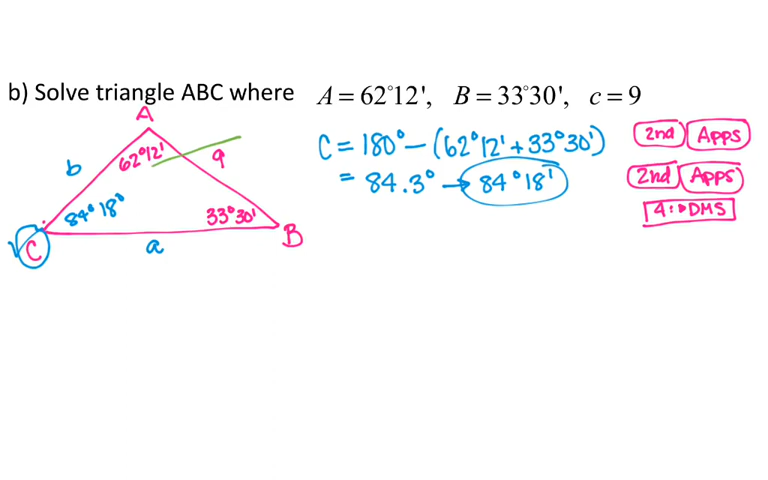 b) Solve triangle ABC where A = 62°12', B = 33°30', c = 9
A
C = 180° - (62°12' + 33°30') 2nd Apps
b 62°12' 9
= 84.3° → 84°18' 2nd Apps
84° 18' 33°30' 4:►DMS
C B
a